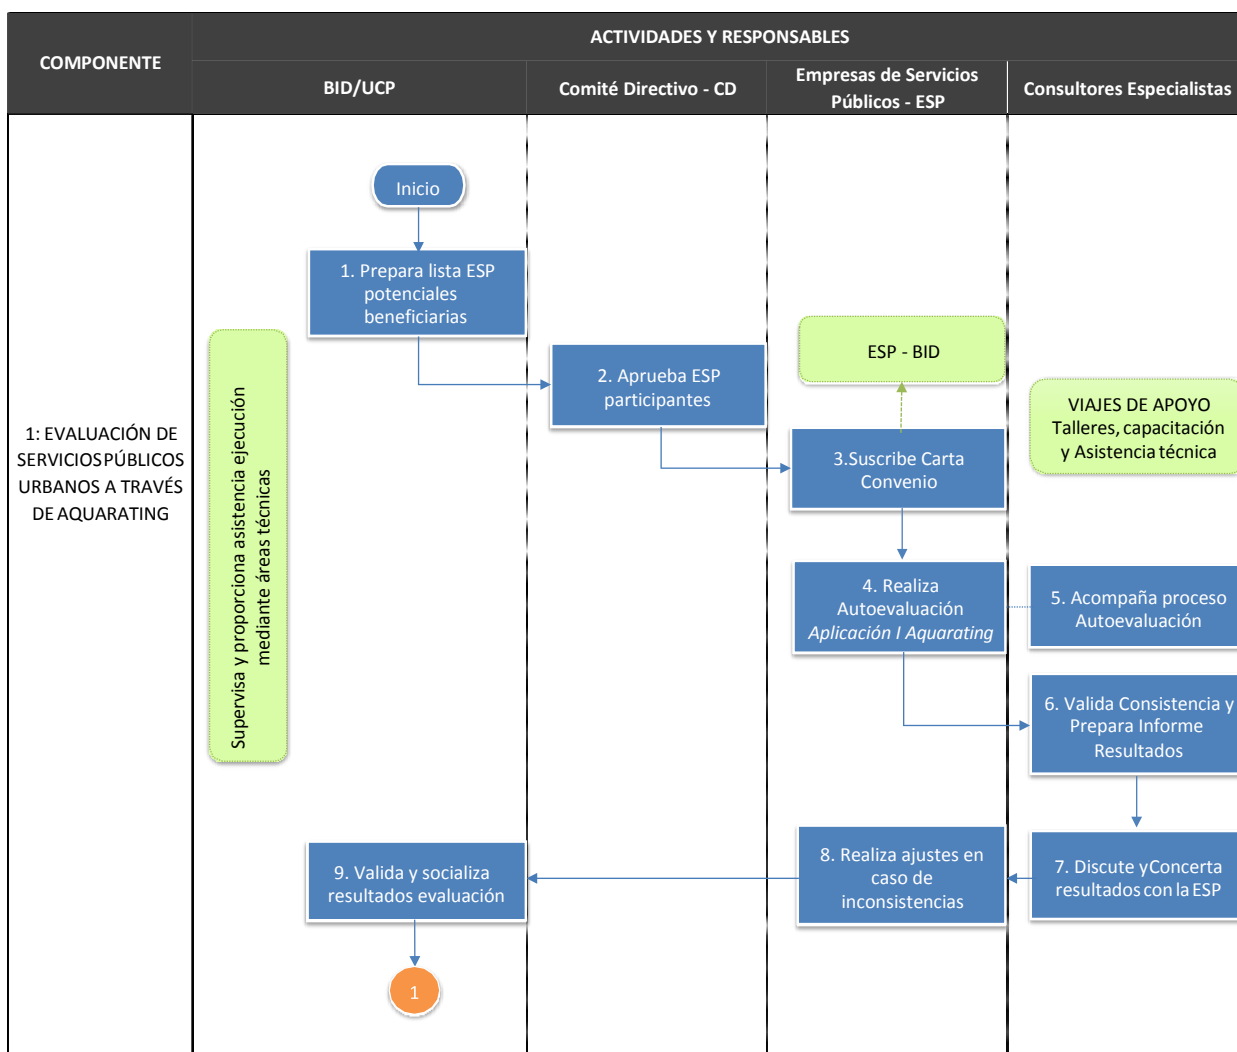 COMPONENTE
ACTIVIDADES Y RESPONSABLES
BID/UCP
Comité Directivo - CD
Empresas de Servicios
Públicos - ESP
Consultores Especialistas
1: EVALUACIÓN DE
SERVICIOS PÚBLICOS
URBANOS A TRAVÉS
DE AQUARATING
Inicio
1. Prepara lista ESP
potenciales
beneficiarias
Supervisa y proporciona asistencia ejecución
mediante áreas técnicas
2. Aprueba ESP
participantes
ESP - BID
3.Suscribe Carta
Convenio
VIAJES DE APOYO
Talleres, capacitación
y Asistencia técnica
4. Realiza
Autoevaluación
Aplicación I Aquarating
5. Acompaña proceso
Autoevaluación
6. Valida Consistencia y
Prepara Informe
Resultados
7. Discute y Concerta
resultados con la ESP
8. Realiza ajustes en
caso de
inconsistencias
9. Valida y socializa
resultados evaluación
1